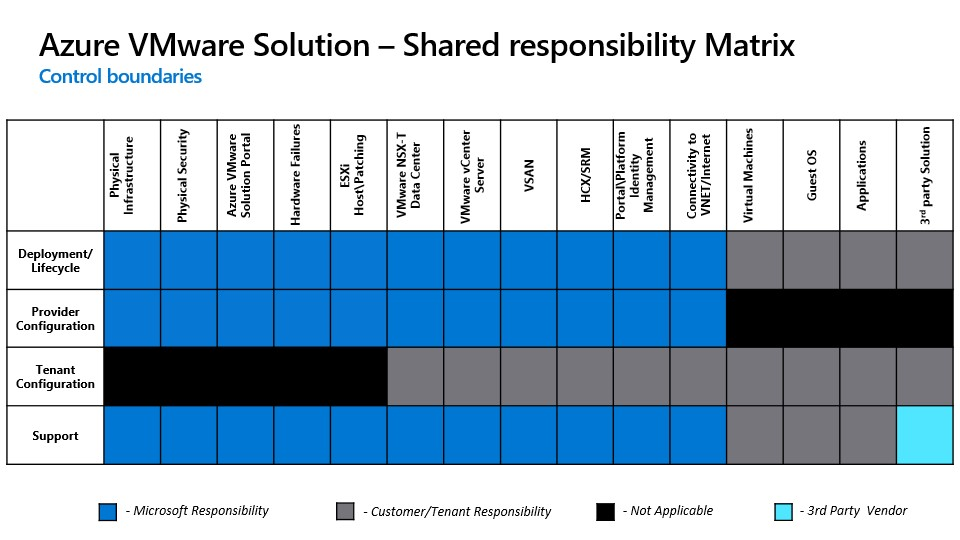 Azure VMware Solution – Shared responsibility Matrix
Control boundaries
Physical
Infrastructure
Physical Security
Azure VMware
Solution Portal
Hardware Failures
ESXi
Host\Patching
VMware NSX-T
Data Center
VMware vCenter
Server
VSAN
HCX/SRM
Portal\Platform
Identity
Management
Connectivity to
VNET/Internet
Virtual Machines
Guest OS
Applications
3rd party Solution
Deployment/
Lifecycle
Provider
Configuration
Tenant
Configuration
Support
- Microsoft Responsibility
- Customer/Tenant Responsibility
- Not Applicable
- 3rd Party Vendor